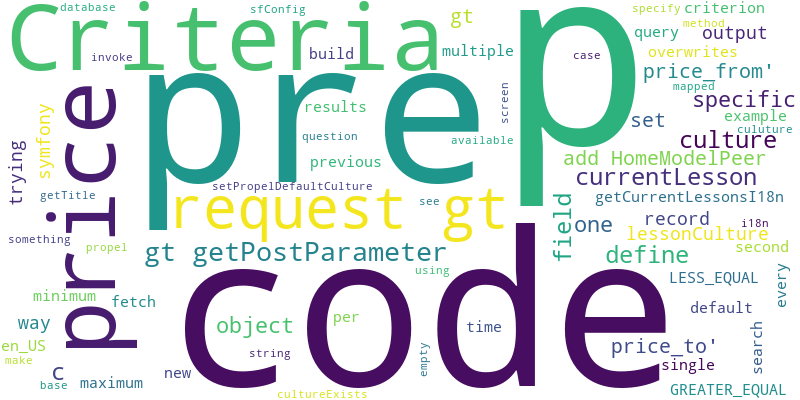 database
sfConfig
specify
criterion
Criteria
gt
p
method
query
output
invoke
build
multiple
case
overwrites
price_from'
mapped
pre
screen
specific
results
example
symfony
price
question
available
set
culuture
culture
trying
previous
add HomeModelPeer
currentLesson
setPropelDefaultCulture
getTitle
see
getCurrentLessonsI18n
request gt
field
one
record
i18n
lessonCulture
something
propel
gt getPostParameter
define
second
using
code
LESS_EQUAL
every
minimum
fetch
default
way
object
per
time
en_US
make
string
price_to'
search
c
new
empty
single
base
maximum
cultureExists
GREATER_EQUAL